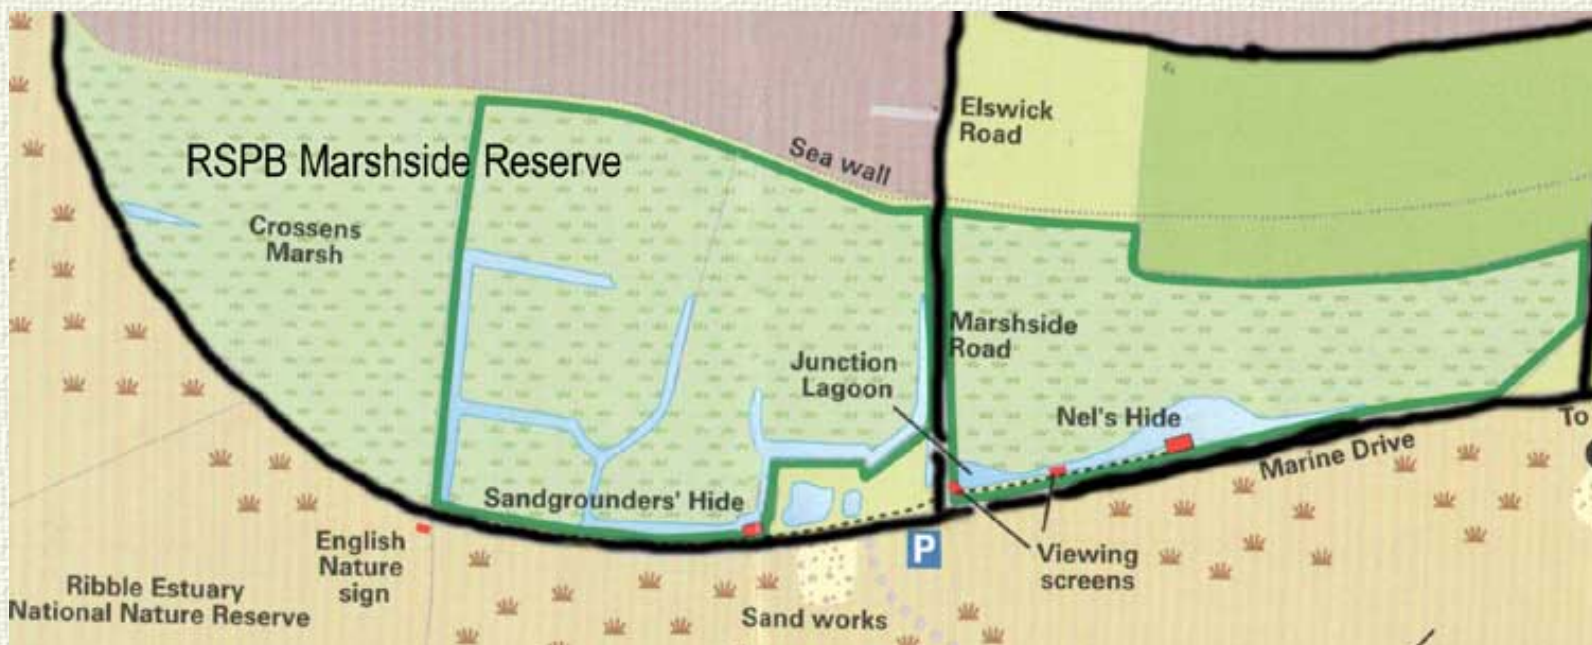 Elswick
Road
Sea wall
RSPB Marshside Reserve
Crossens
Marsh
Marshside
Road
Junction
Lagoon
Nel's Hide
To
Marine Drive
Sandgrounders' Hide
English
Nature
sign
P
Viewing
screens
Ribble Estuary
National Nature Reserve
Sand works